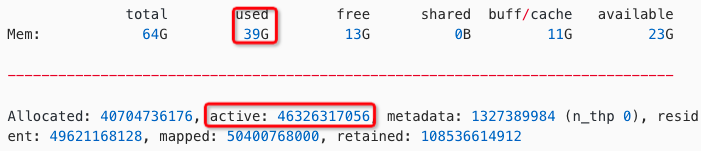 total used free shared buff/cache available
Mem: 64G 39G 13G 0B 11G 23G
Allocated: 40704736176, active: 46326317056 metadata: 1327389984 (n_thp 0), resid
ent: 49621168128, mapped: 50400768000, retained: 108536614912